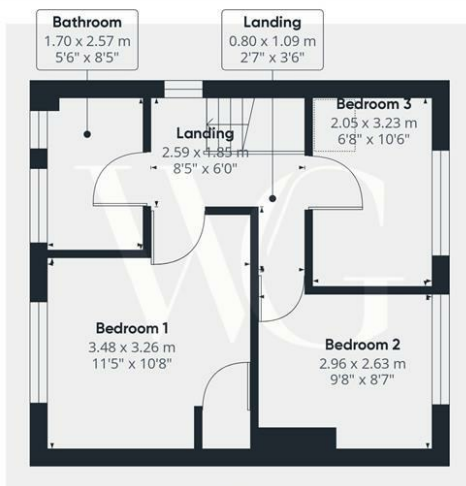 Bathroom
1.70 x 2.57 m
5'6" x 8'5"
Landing
0.80 x 1.09 m
2'7" x 3'6"
Landing
2.59 x 1.85 m
8'5" x 6'0"
Bedroom 3
2.05 x 3.23 m
6'8" x 10'6"
Bedroom 1
3.48 x 3.26 m
11'5" x 10'8"
Bedroom 2
2.96 x 2.63 m
9'8" x 8'7"
WG